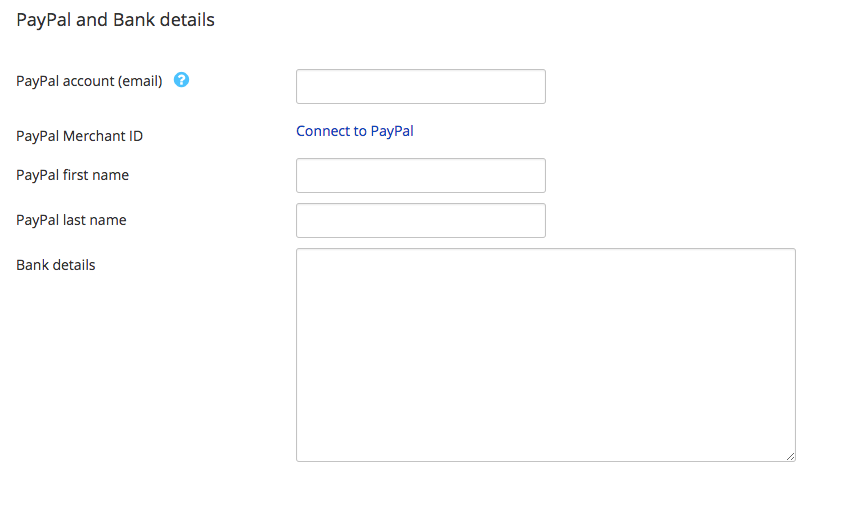 PayPal and Bank details
PayPal account (email) ?
PayPal Merchant ID Connect to PayPal
PayPal first name
PayPal last name
Bank details